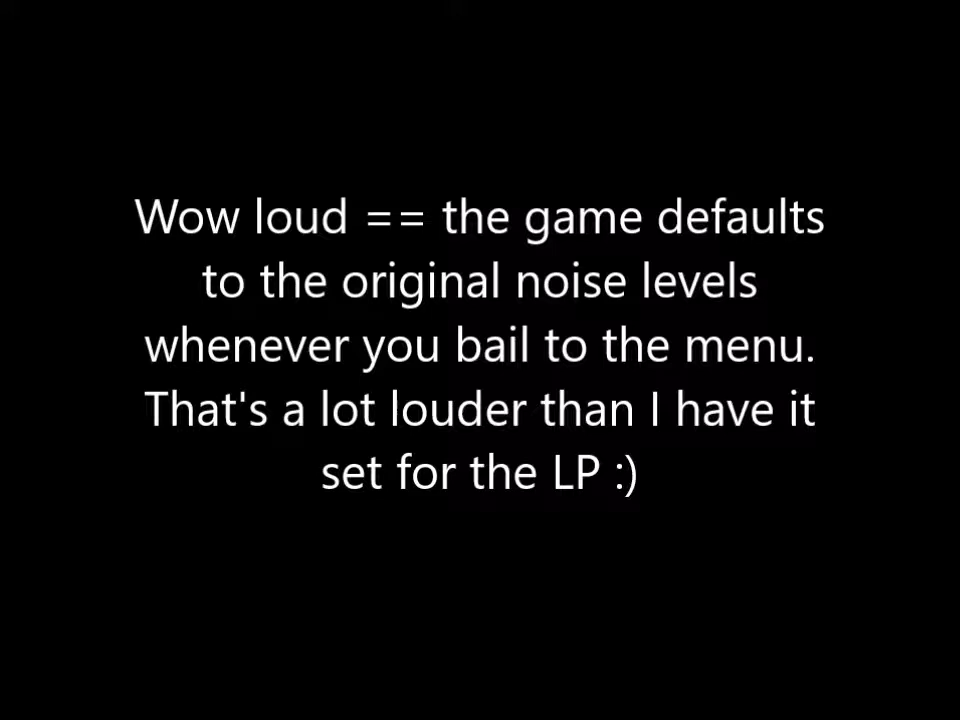 Wow loud == the game defaults
to the original noise levels
whenever you bail to the menu.
That's a lot louder than I have it
set for the LP :)